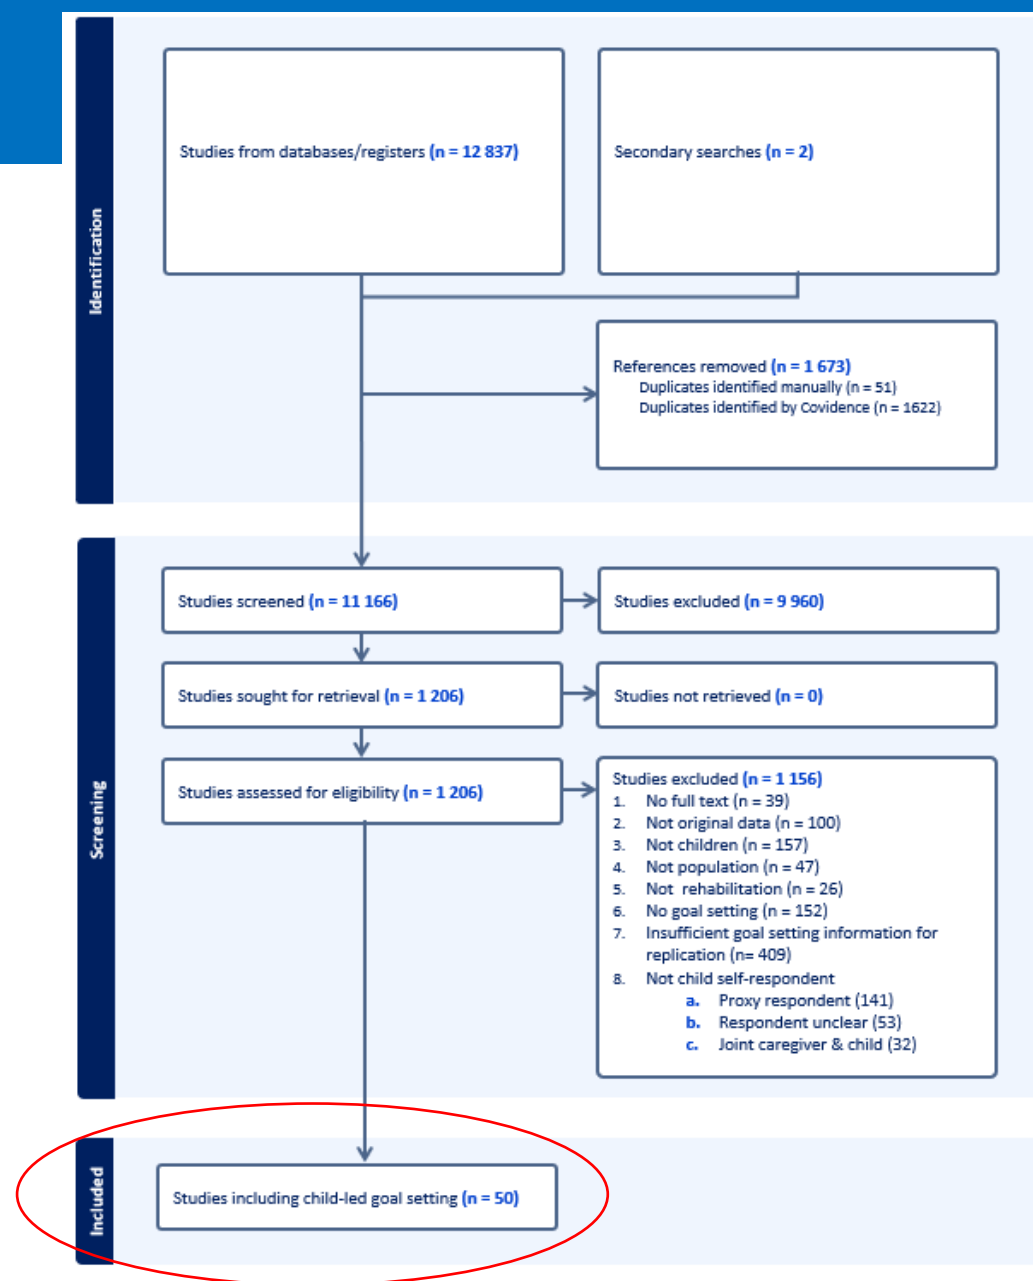 Identification
Studies from databases/registers (n = 12 837)
Secondary searches (n = 2)
References removed (n = 1 673)
Duplicates identified manually (n = 51)
Duplicates identified by Covidence (n = 1622)
Screening
Studies screened (n = 11 166)
Studies excluded (n = 9 960)
Studies sought for retrieval (n = 1 206)
Studies not retrieved (n = 0)
Studies assessed for eligibility (n = 1 206)
Studies excluded (n = 1 156)
1. No full text (n = 39)
2. Not original data (n = 100)
3. Not children (n = 157)
4. Not population (n = 47)
5. Not rehabilitation (n = 26)
6. No goal setting (n = 152)
7. Insufficient goal setting information for
replication (n= 409)
8. Not child self-respondent
a. Proxy respondent (141)
b. Respondent unclear (53)
c. Joint caregiver & child (32)
Included
Studies including child-led goal setting (n = 50)